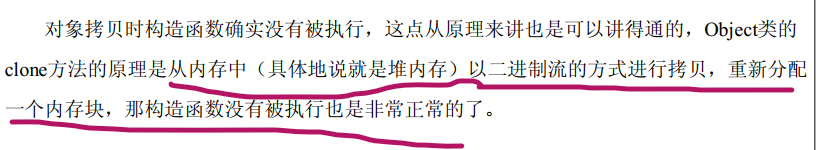 对象拷贝时构造函数确实没有被执行，这点从原理来讲也是可以讲得通的，Object类的
clone方法的原理是从内存中（具体地说就是堆内存）以二进制流的方式进行拷贝，重新分配
一个内存块，那构造函数没有被执行也是非常正常的了。